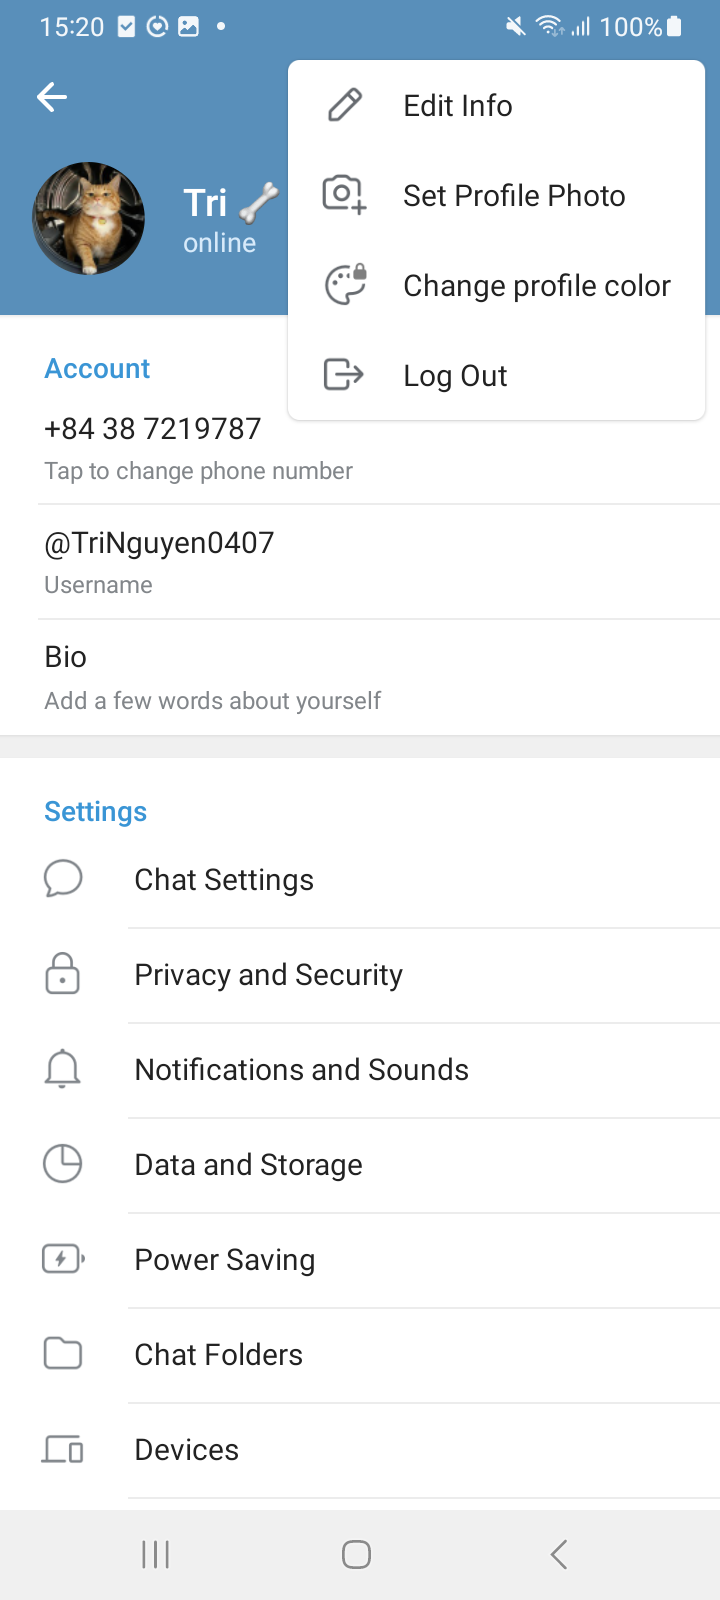 15:20
100%
Edit Info
Set Profile Photo
Change profile color
Log Out
Tri
online
Account
+84 38 7219787
Tap to change phone number
@TriNguyen0407
Username
Bio
Add a few words about yourself
Settings
Chat Settings
Privacy and Security
Notifications and Sounds
Data and Storage
Power Saving
Chat Folders
Devices